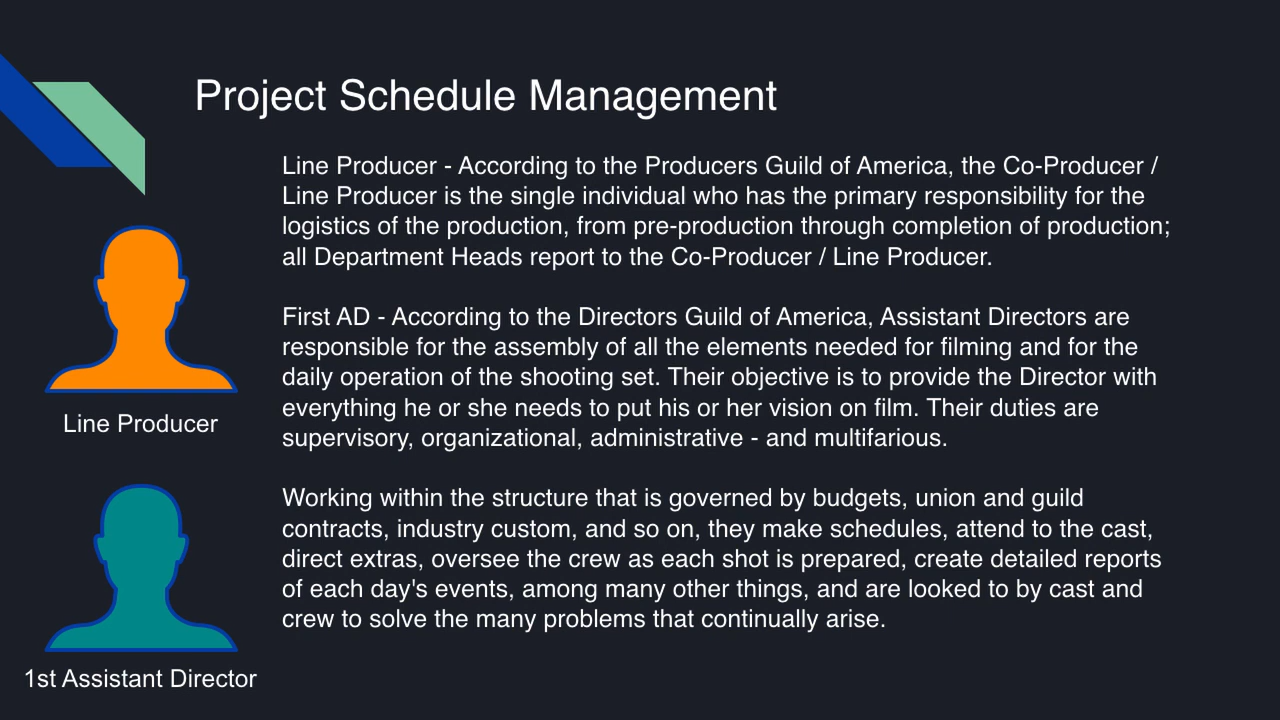 Project Schedule Management
Line Producer - According to the Producers Guild of America, the Co-Producer /
Line Producer is the single individual who has the primary responsibility for the
logistics of the production, from pre-production through completion of production;
all Department Heads report to the Co-Producer / Line Producer.
First AD - According to the Directors Guild of America, Assistant Directors are
responsible for the assembly of all the elements needed for filming and for the
daily operation of the shooting set. Their objective is to provide the Director with
everything he or she needs to put his or her vision on film. Their duties are
supervisory, organizational, administrative - and multifarious.
Working within the structure that is governed by budgets, union and guild
contracts, industry custom, and so on, they make schedules, attend to the cast,
direct extras, oversee the crew as each shot is prepared, create detailed reports
of each day's events, among many other things, and are looked to by cast and
crew to solve the many problems that continually arise.
Line Producer
1st Assistant Director